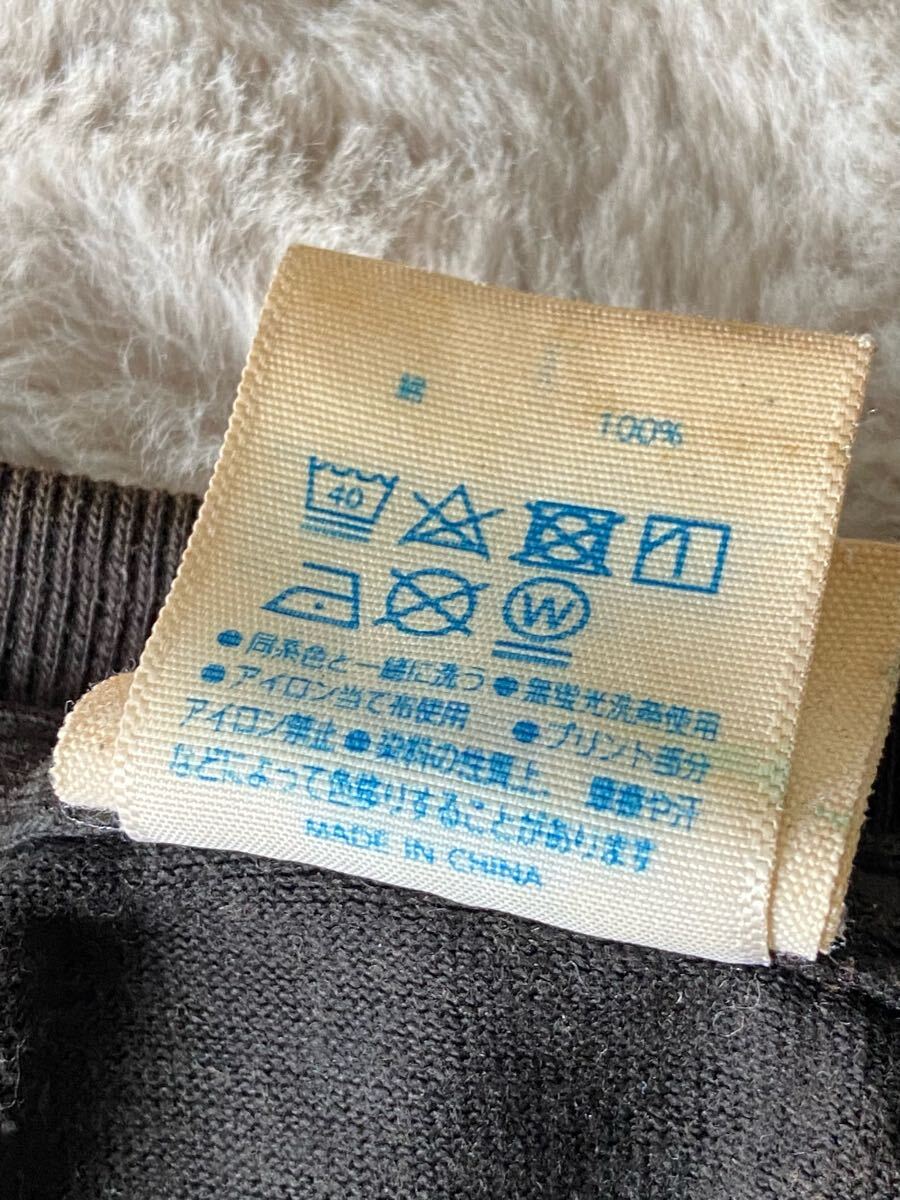 綿 100%
40
W
●同系色と一緒に洗う ●無蛍光洗剤使用
●アイロン当て布使用 ●プリント部分
アイロン禁止 ●染料の性質上、摩擦や汗
などによって色移りすることがあります
MADE IN CHINA